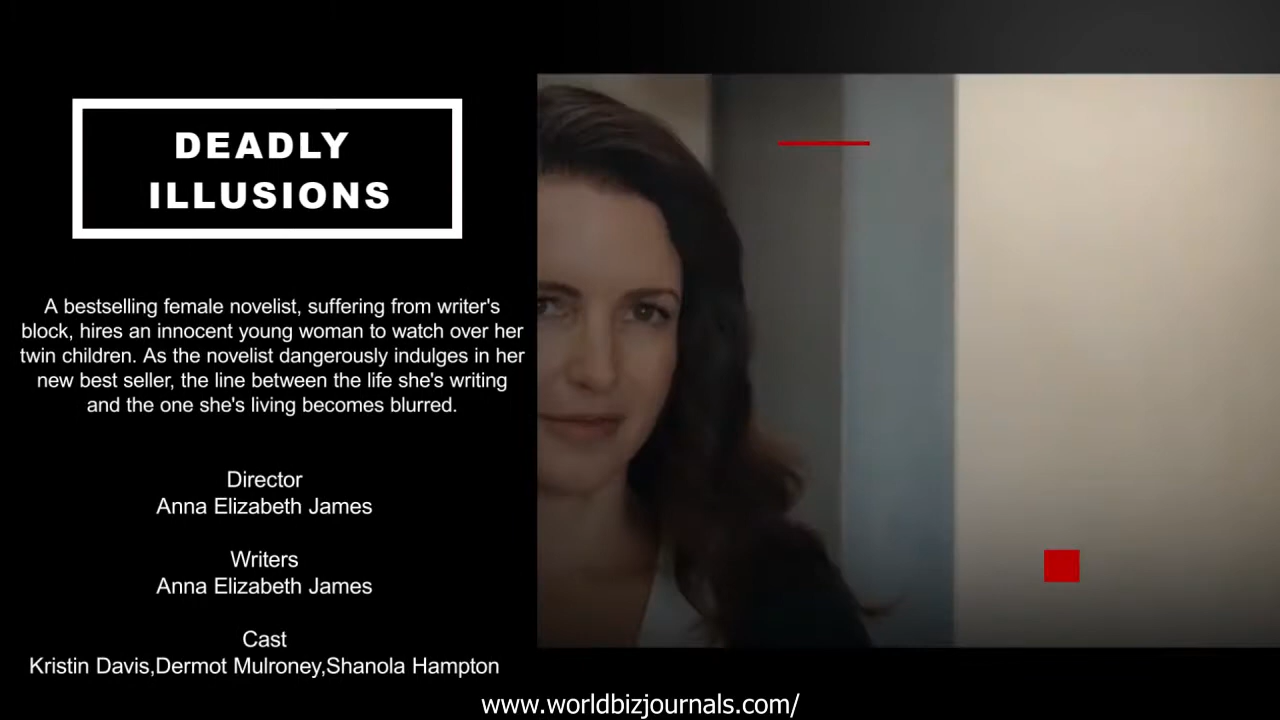 DEADLY
ILLUSIONS
A bestselling female novelist, suffering from writer's
block, hires an innocent young woman to watch over her
twin children. As the novelist dangerously indulges in her
new best seller, the line between the life she's writing
and the one she's living becomes blurred.
Director
Anna Elizabeth James
Writers
Anna Elizabeth James
Cast
Kristin Davis,Dermot Mulroney,Shanola Hampton
www.worldbizjournals.com/